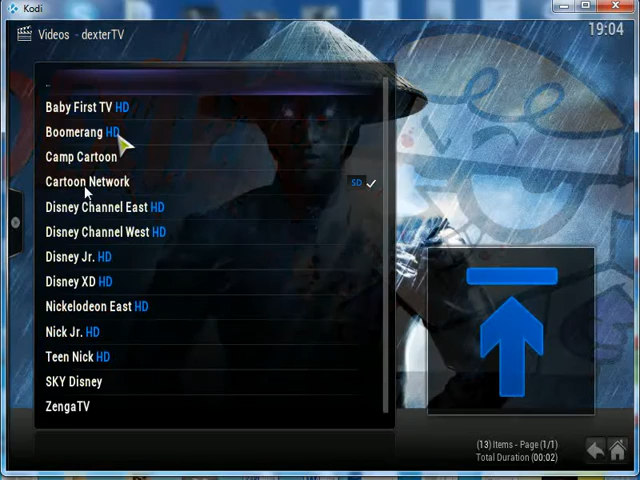 Kodi
Videos - dexterTV
19:04
..
Baby First TV HD
Boomerang HD
Camp Cartoon
Cartoon Network SD
Disney Channel East HD
Disney Channel West HD
Disney Jr. HD
Disney XD HD
Nickelodeon East HD
Nick Jr. HD
Teen Nick HD
SKY Disney
ZengaTV
(13) Items - Page (1/1)
Total Duration (00:02)